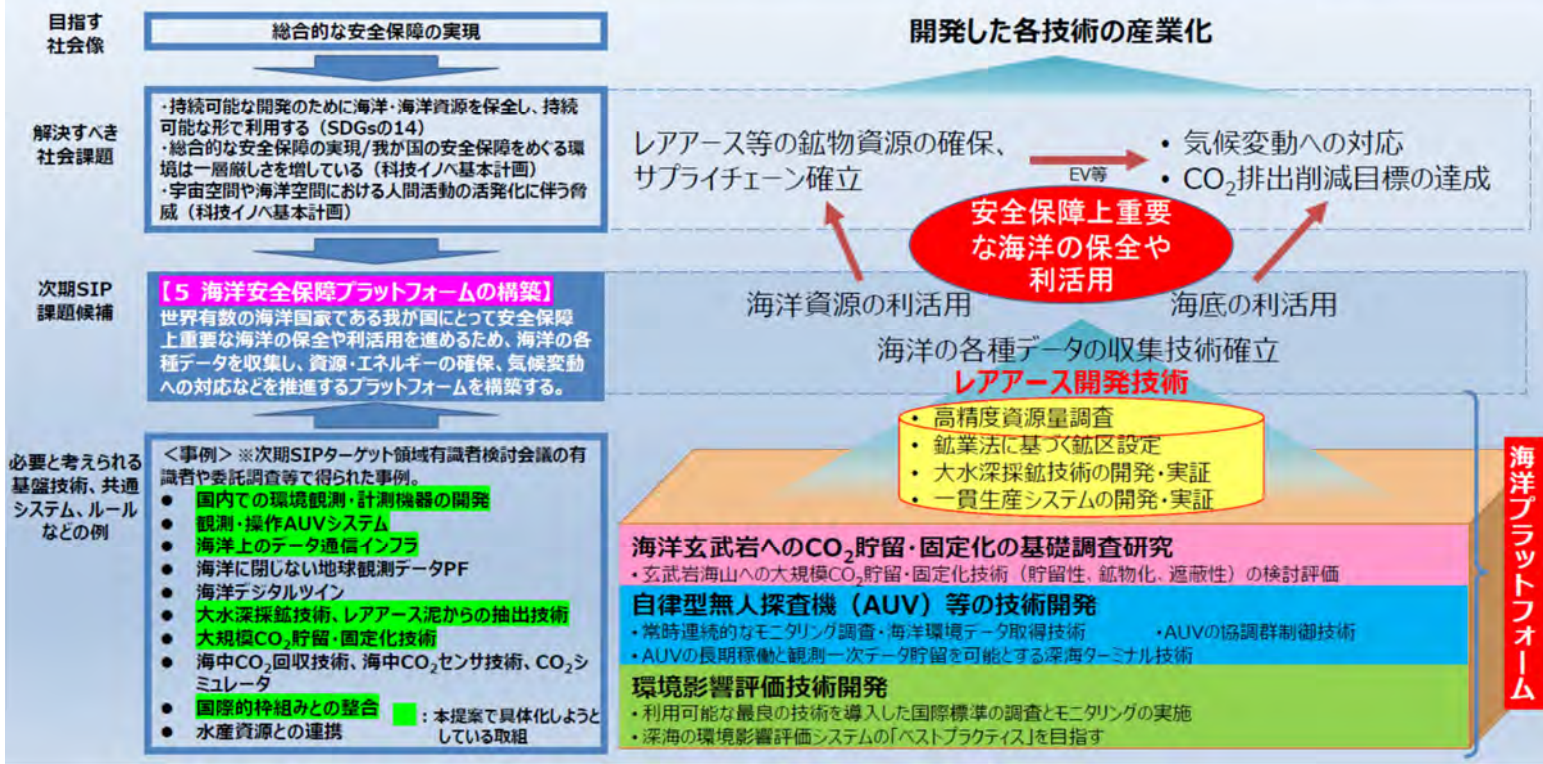 目指す
社会像
総合的な安全保障の実現
解決すべき
社会課題
・持続可能な開発のために海洋・海洋資源を保全し、持続
可能な形で利用する（SDGsの14）
・総合的な安全保障の実現/我が国の安全保障をめぐる環
境は一層厳しさを増している（科技イノベ基本計画）
・宇宙空間や海洋空間における人間活動の活発化に伴う脅
威（科技イノベ基本計画）
次期SIP
課題候補
【５ 海洋安全保障プラットフォームの構築】
世界有数の海洋国家である我が国にとって安全保障
上重要な海洋の保全や利活用を進めるため、海洋の各
種データを収集し、資源・エネルギーの確保、気候変動
への対応などを推進するプラットフォームを構築する。
必要と考えられる
基盤技術、共通
システム、ルール
などの例
＜事例＞ ※次期SIPターゲット領域有識者検討会議の有
識者や委託調査等で得られた事例。
● 国内での環境観測・計測機器の開発
● 観測・操作AUVシステム
● 海洋上のデータ通信インフラ
● 海洋に閉じない地球観測データPF
● 海洋デジタルツイン
● 大水深採鉱技術、レアアース泥からの抽出技術
● 大規模CO₂貯留・固定化技術
● 海中CO₂回収技術、海中CO₂センサ技術、CO₂シ
ミュレータ
● 国際的枠組みとの整合
● 水産資源との連携
：本提案で具体化しようと
している取組
開発した各技術の産業化
レアアース等の鉱物資源の確保、
サプライチェーン確立
EV等
• 気候変動への対応
• CO₂排出削減目標の達成
安全保障上重要
な海洋の保全や
利活用
海洋資源の利活用
海底の利活用
海洋の各種データの収集技術確立
レアアース開発技術
• 高精度資源量調査
• 鉱業法に基づく鉱区設定
• 大水深採鉱技術の開発・実証
• 一貫生産システムの開発・実証
海洋玄武岩へのCO₂貯留・固定化の基礎調査研究
・玄武岩海山への大規模CO₂貯留・固定化技術（貯留性、鉱物化、遮蔽性）の検討評価
自律型無人探査機（AUV）等の技術開発
・常時連続的なモニタリング調査・海洋環境データ取得技術 ・AUVの協調群制御技術
・AUVの長期稼働と観測一次データ貯留を可能とする深海ターミナル技術
環境影響評価技術開発
・利用可能な最良の技術を導入した国際標準の調査とモニタリングの実施
・深海の環境影響評価システムの「ベストプラクティス」を目指す
海洋プラットフォーム